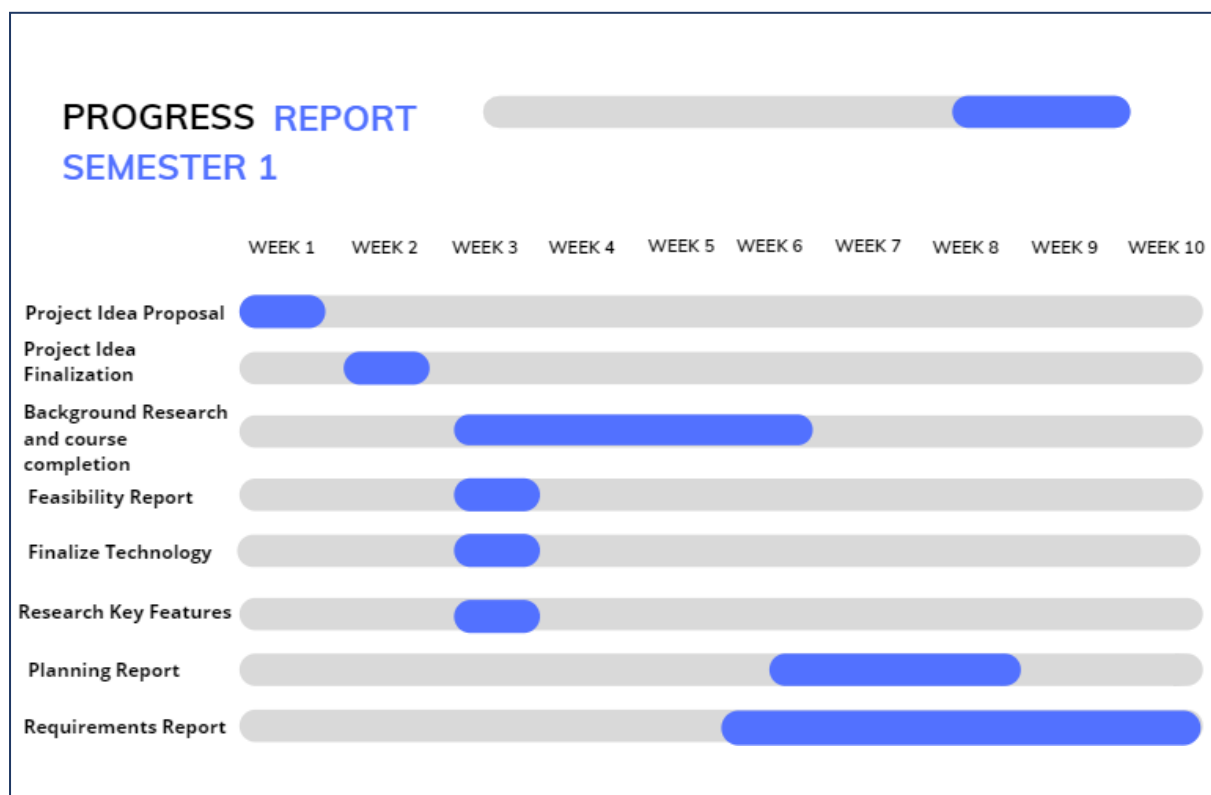 PROGRESS REPORT
SEMESTER 1
WEEK 1 WEEK 2 WEEK 3 WEEK 4 WEEK 5 WEEK 6 WEEK 7 WEEK 8 WEEK 9 WEEK 10
Project Idea Proposal
Project Idea
Finalization
Background Research
and course
completion
Feasibility Report
Finalize Technology
Research Key Features
Planning Report
Requirements Report